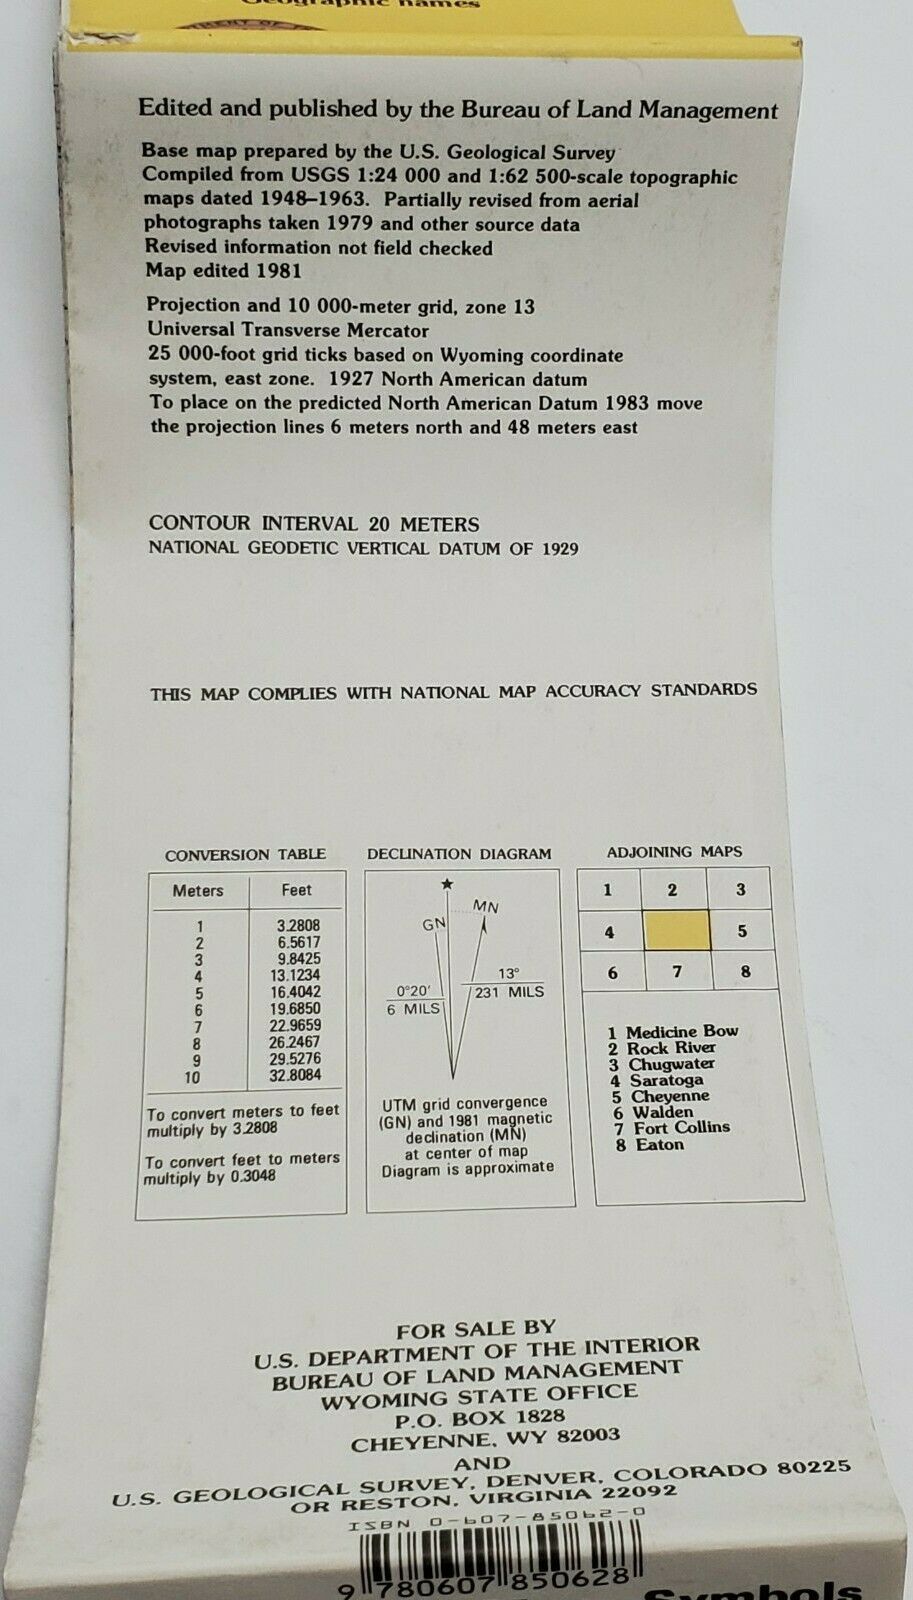 Geographic names
Edited and published by the Bureau of Land Management
Base map prepared by the U.S. Geological Survey
Compiled from USGS 1:24 000 and 1:62 500-scale topographic
maps dated 1948–1963. Partially revised from aerial
photographs taken 1979 and other source data
Revised information not field checked
Map edited 1981
Projection and 10 000-meter grid, zone 13
Universal Transverse Mercator
25 000-foot grid ticks based on Wyoming coordinate
system, east zone. 1927 North American datum
To place on the predicted North American Datum 1983 move
the projection lines 6 meters north and 48 meters east
CONTOUR INTERVAL 20 METERS
NATIONAL GEODETIC VERTICAL DATUM OF 1929
THIS MAP COMPLIES WITH NATIONAL MAP ACCURACY STANDARDS
CONVERSION TABLE
Meters Feet
1 3.2808
2 6.5617
3 9.8425
4 13.1234
5 16.4042
6 19.6850
7 22.9659
8 26.2467
9 29.5276
10 32.8084
To convert meters to feet
multiply by 3.2808
To convert feet to meters
multiply by 0.3048
DECLINATION DIAGRAM
GN MN
0°20' 13°
6 MILS 231 MILS
UTM grid convergence
(GN) and 1981 magnetic
declination (MN)
at center of map
Diagram is approximate
ADJOINING MAPS
1 2 3
4 5
6 7 8
1 Medicine Bow
2 Rock River
3 Chugwater
4 Saratoga
5 Cheyenne
6 Walden
7 Fort Collins
8 Eaton
FOR SALE BY
U.S. DEPARTMENT OF THE INTERIOR
BUREAU OF LAND MANAGEMENT
WYOMING STATE OFFICE
P.O. BOX 1828
CHEYENNE, WY 82003
AND
U.S. GEOLOGICAL SURVEY, DENVER, COLORADO 80225
OR RESTON, VIRGINIA 22092
ISBN 0-607-85062-0
9 780607 850628
Symbols